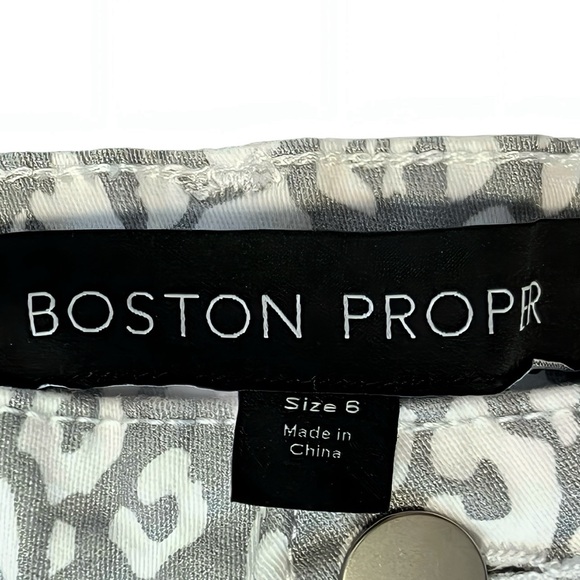 BOSTON PROPER
Size 6
Made in
China